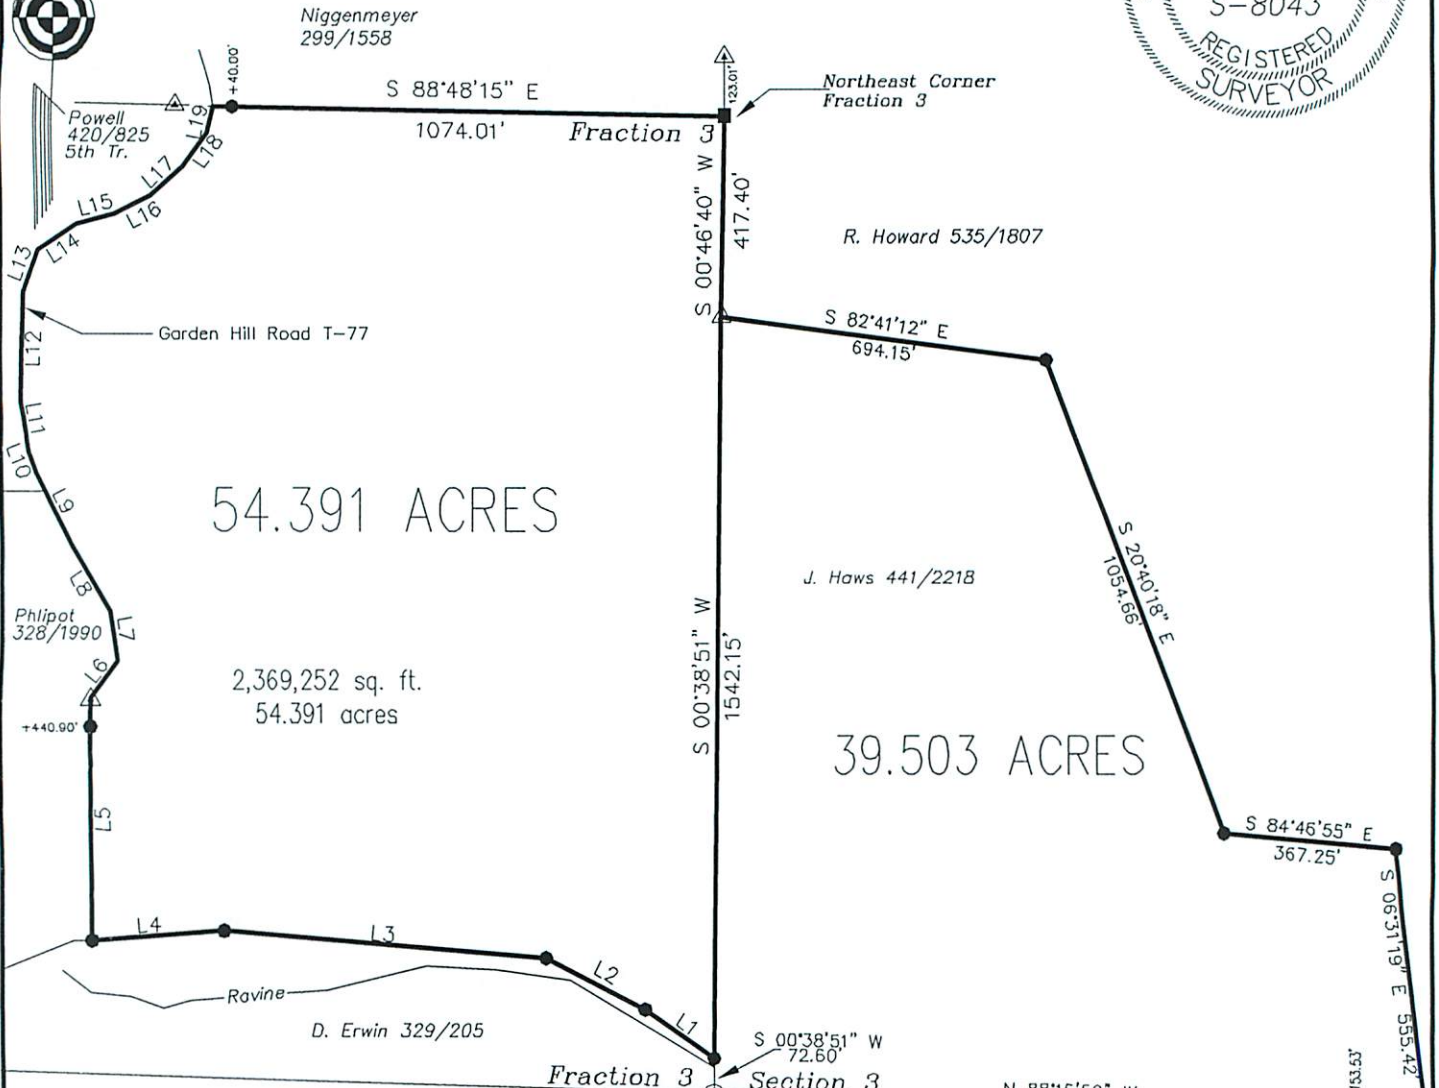 Niggenmeyer
299/1558
S-8043
REGISTERED
SURVEYOR
+40.00'
123.01'
S 88°48'15" E
1074.01'
Northeast Corner
Fraction 3
Fraction 3
Powell
420/825
5th Tr.
L19
L18
L17
L16
L15
L14
L13
S 00°46'40" W
417.40'
R. Howard 535/1807
Garden Hill Road T-77
S 82°41'12" E
694.15'
L12
L11
L10
L9
54.391 ACRES
S 20°40'18" E
1054.66'
J. Haws 441/2218
L8
Phlipot
328/1990
L7
L6
2,369,252 sq. ft.
54.391 acres
S 00°38'51" W
1542.15'
+440.90'
39.503 ACRES
L5
S 84°46'55" E
367.25'
L4
L3
L2
L1
S 06°31'19" E 555.42'
Ravine
D. Erwin 329/205
S 00°38'51" W
72.60'
Fraction 3
Section 3